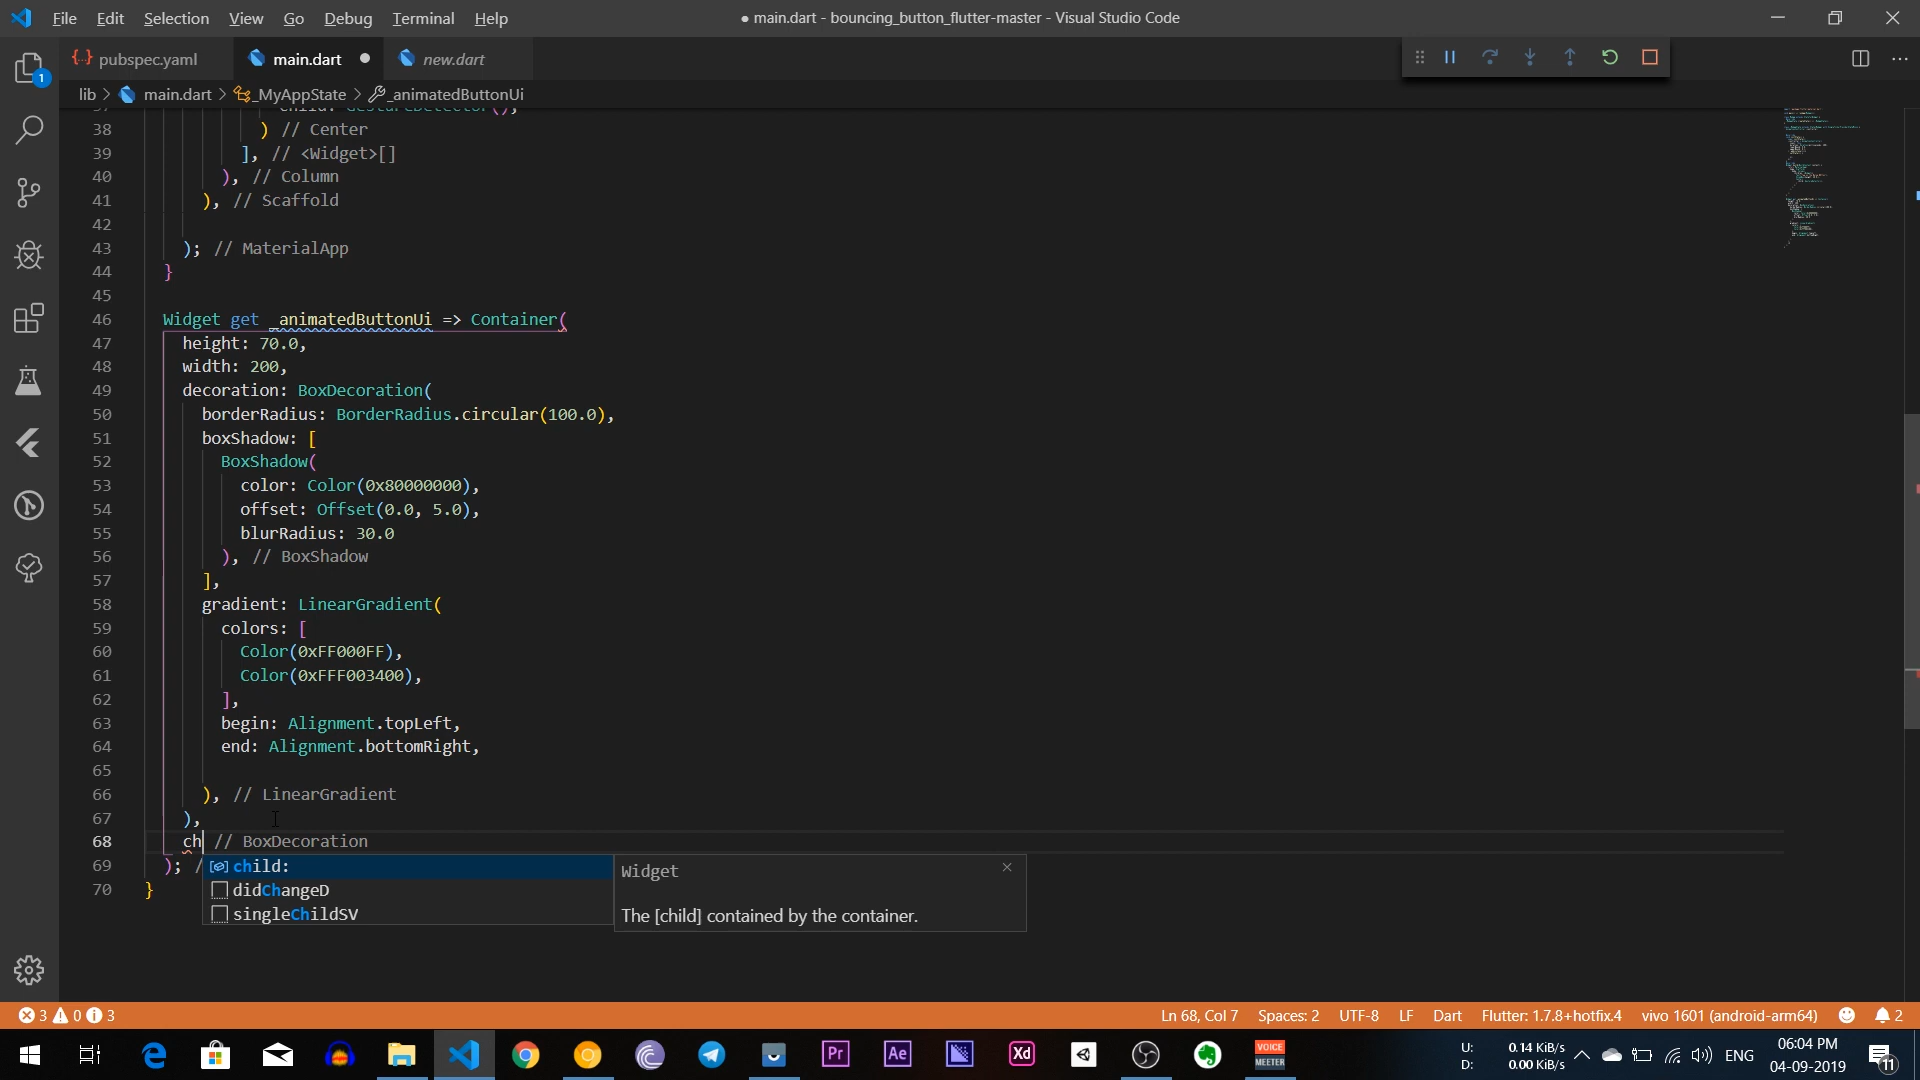 File Edit Selection View Go Debug Terminal Help
● main.dart - bouncing_button_flutter-master - Visual Studio Code
pubspec.yaml main.dart new.dart
lib > main.dart > _MyAppState > _animatedButtonUi
38 ) // Center
39 ], // <Widget>[]
40 ), // Column
41 ), // Scaffold
42
43 ); // MaterialApp
44 }
45
46 Widget get _animatedButtonUi => Container(
47 height: 70.0,
48 width: 200,
49 decoration: BoxDecoration(
50 borderRadius: BorderRadius.circular(100.0),
51 boxShadow: [
52 BoxShadow(
53 color: Color(0x80000000),
54 offset: Offset(0.0, 5.0),
55 blurRadius: 30.0
56 ), // BoxShadow
57 ],
58 gradient: LinearGradient(
59 colors: [
60 Color(0xFF000FF),
61 Color(0xFFF003400),
62 ],
63 begin: Alignment.topLeft,
64 end: Alignment.bottomRight,
65
66 ), // LinearGradient
67 ),
68 ch // BoxDecoration
69 ); /
70 }
child:
didChangeD
singleChildSV
Widget
The [child] contained by the container.
1
3 0 3
Ln 68, Col 7 Spaces: 2 UTF-8 LF Dart Flutter: 1.7.8+hotfix.4 vivo 1601 (android-arm64) 2
Pr Ae Xd VOICE MEETER
U: 0.14 KiB/s
D: 0.00 KiB/s
ENG
06:04 PM
04-09-2019
11